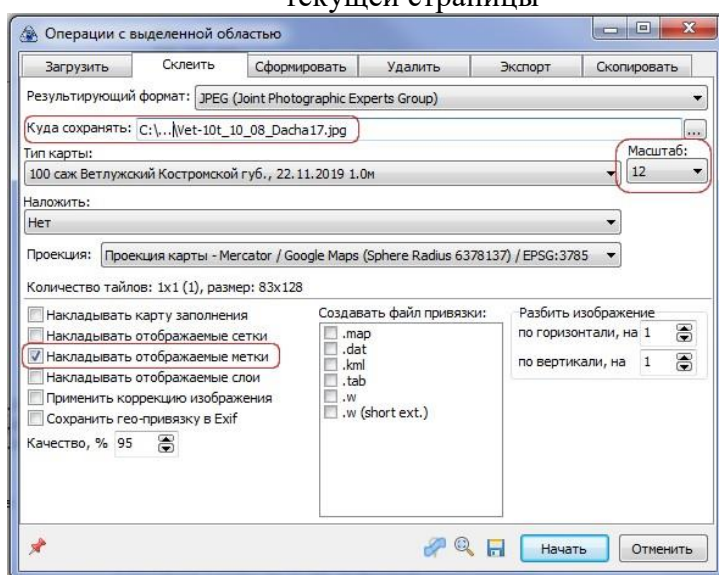 текущей страницы
Операции с выделенной областью
Загрузить Склеить Сформировать Удалить Экспорт Скопировать
Результирующий формат: JPEG (Joint Photographic Experts Group)
Куда сохранять: C:\...\Vet-10t_10_08_Dacha17.jpg ...
Тип карты: Масштаб:
100 саж Ветлужский Костромской губ., 22.11.2019 1.0м 12
Наложить:
Нет
Проекция: Проекция карты - Mercator / Google Maps (Sphere Radius 6378137) / EPSG:3785
Количество тайлов: 1x1 (1), размер: 83x128
Накладывать карту заполнения
Накладывать отображаемые сетки
Накладывать отображаемые метки
Накладывать отображаемые слои
Применить коррекцию изображения
Сохранить гео-привязку в Exif
Качество, % 95
Создавать файл привязки:
.map
.dat
.kml
.tab
.w
.w (short ext.)
Разбить изображение
по горизонтали, на 1
по вертикали, на 1
Начать Отменить